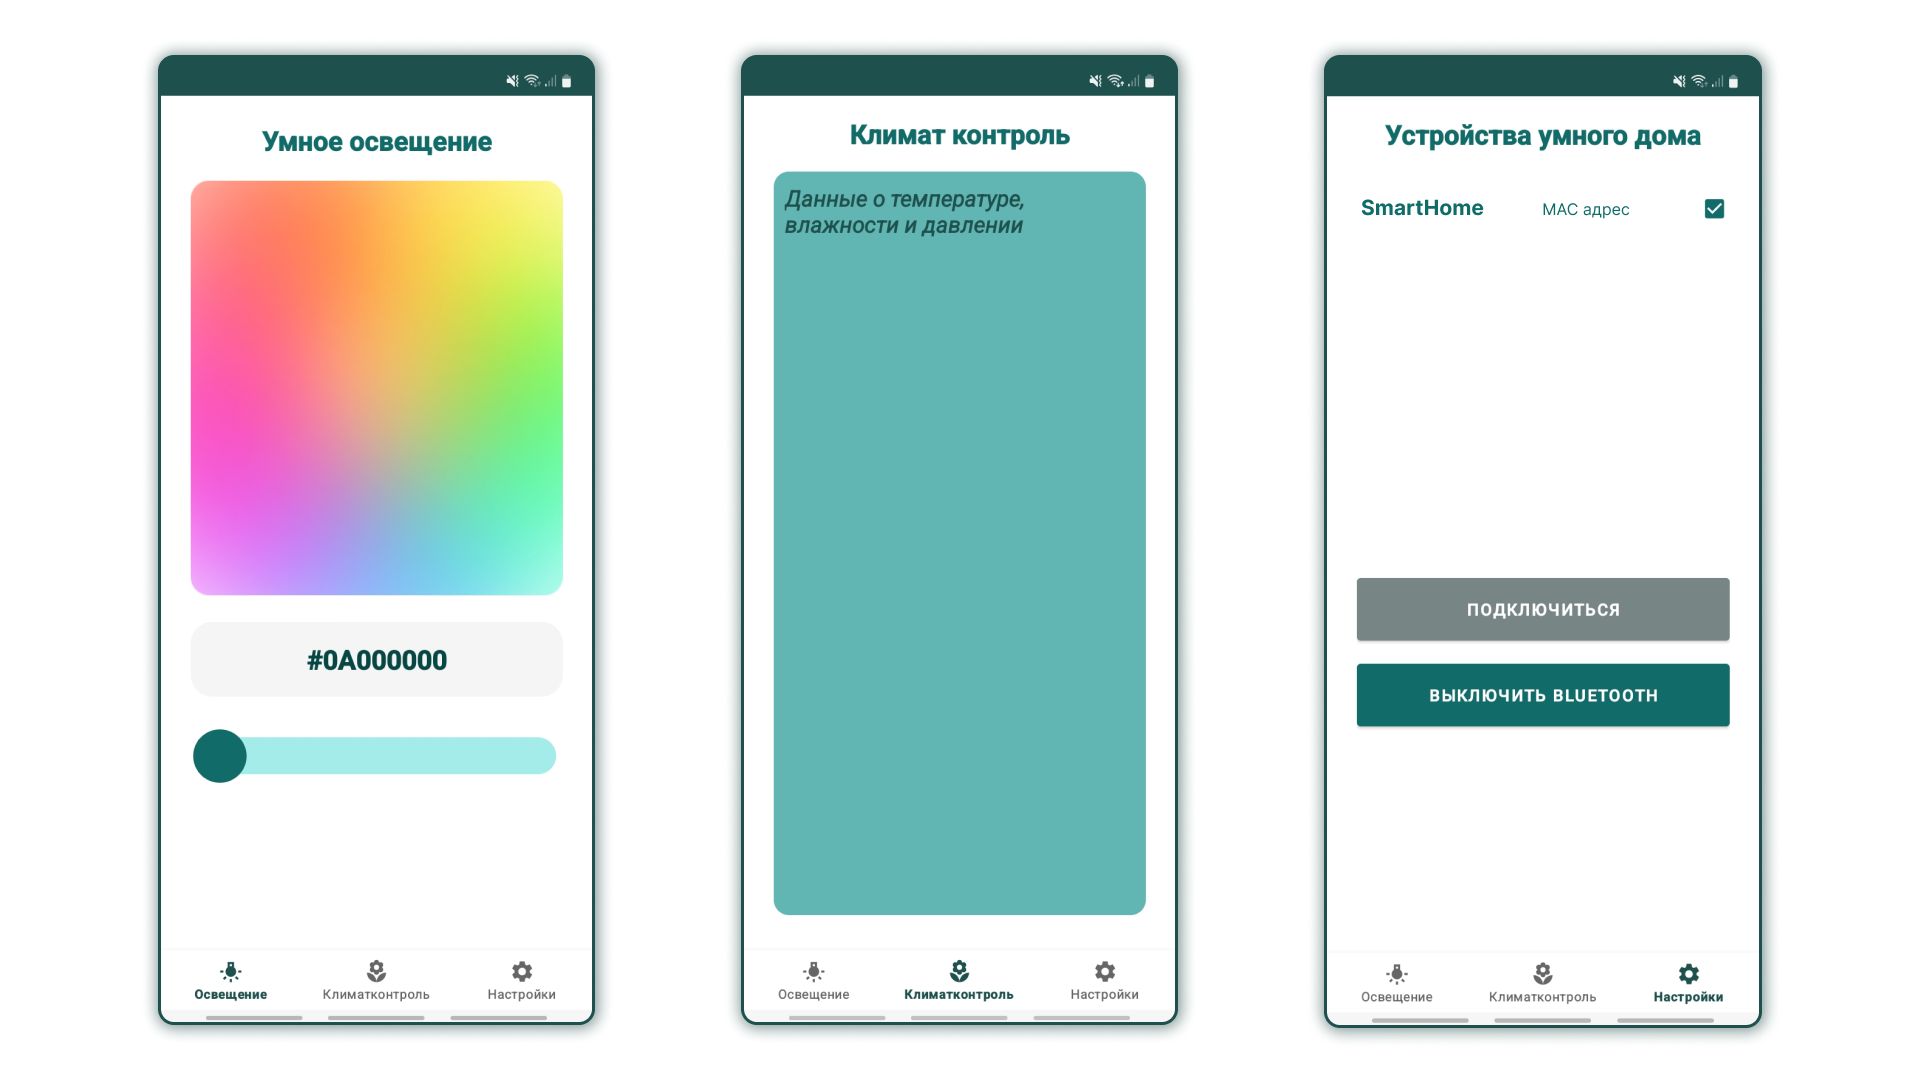 Умное освещение
#0A000000
Освещение
Климатконтроль
Настройки
Климат контроль
Данные о температуре,
влажности и давлении
Освещение
Климатконтроль
Настройки
Устройства умного дома
SmartHome
MAC адрес
ПОДКЛЮЧИТЬСЯ
ВЫКЛЮЧИТЬ BLUETOOTH
Освещение
Климатконтроль
Настройки